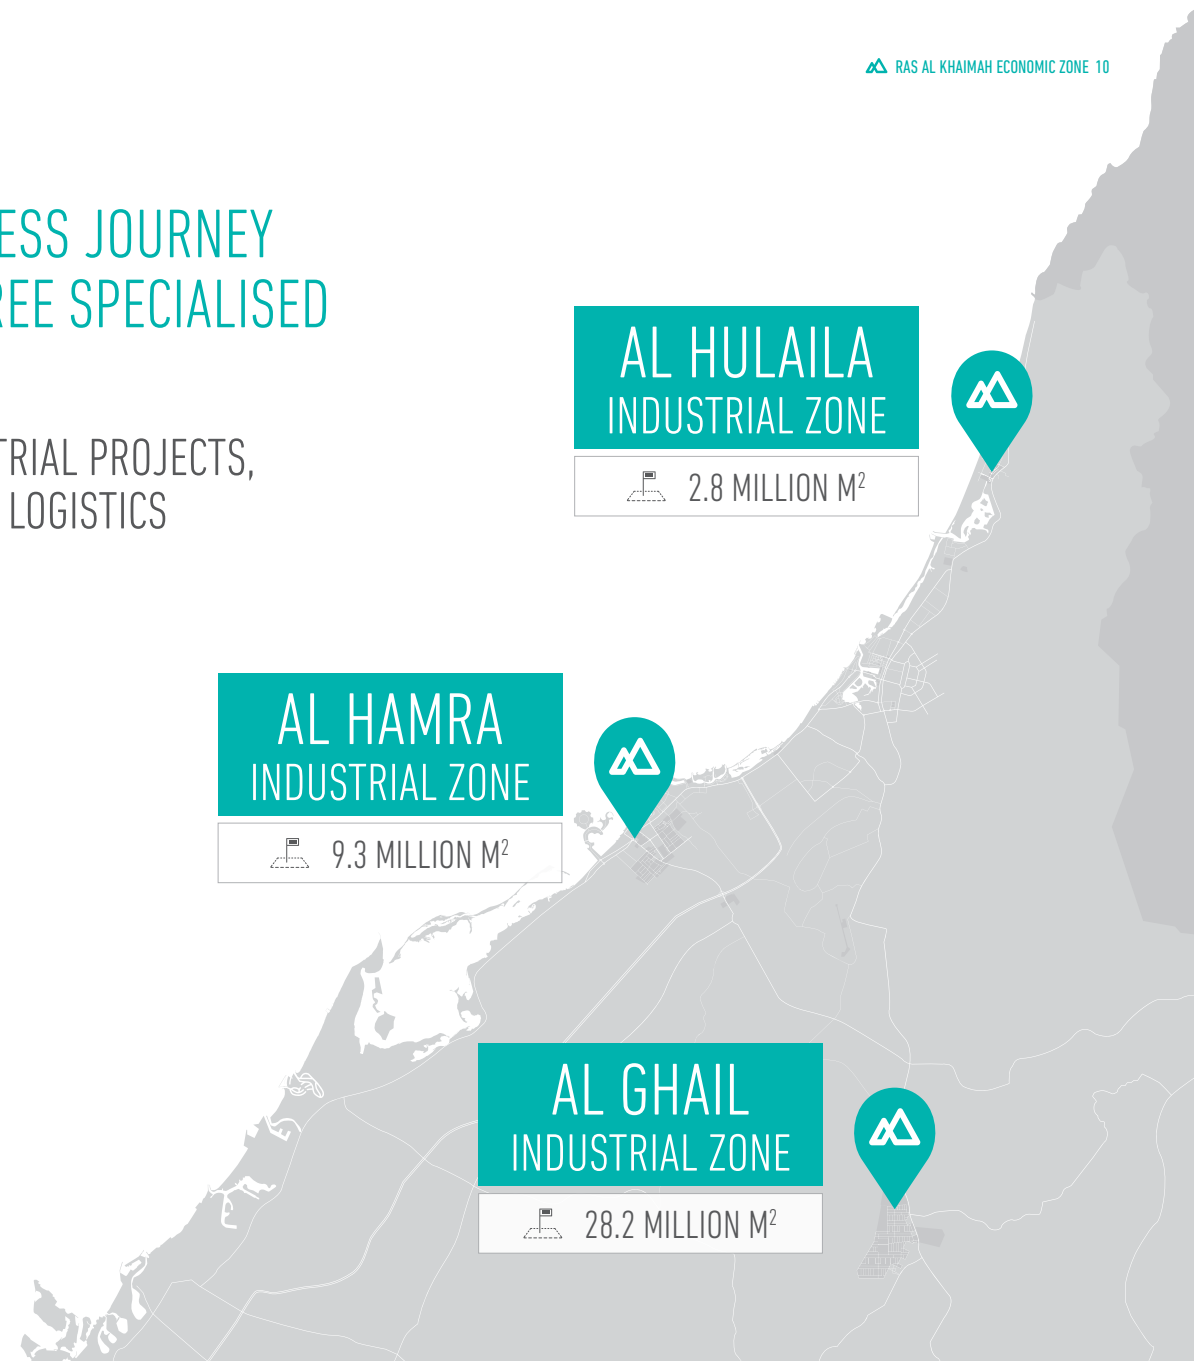 RAS AL KHAIMAH ECONOMIC ZONE 10
ESS JOURNEY
REE SPECIALISED
TRIAL PROJECTS,
LOGISTICS
AL HULAILA
INDUSTRIAL ZONE
2.8 MILLION M²
AL HAMRA
INDUSTRIAL ZONE
9.3 MILLION M²
AL GHAIL
INDUSTRIAL ZONE
28.2 MILLION M²